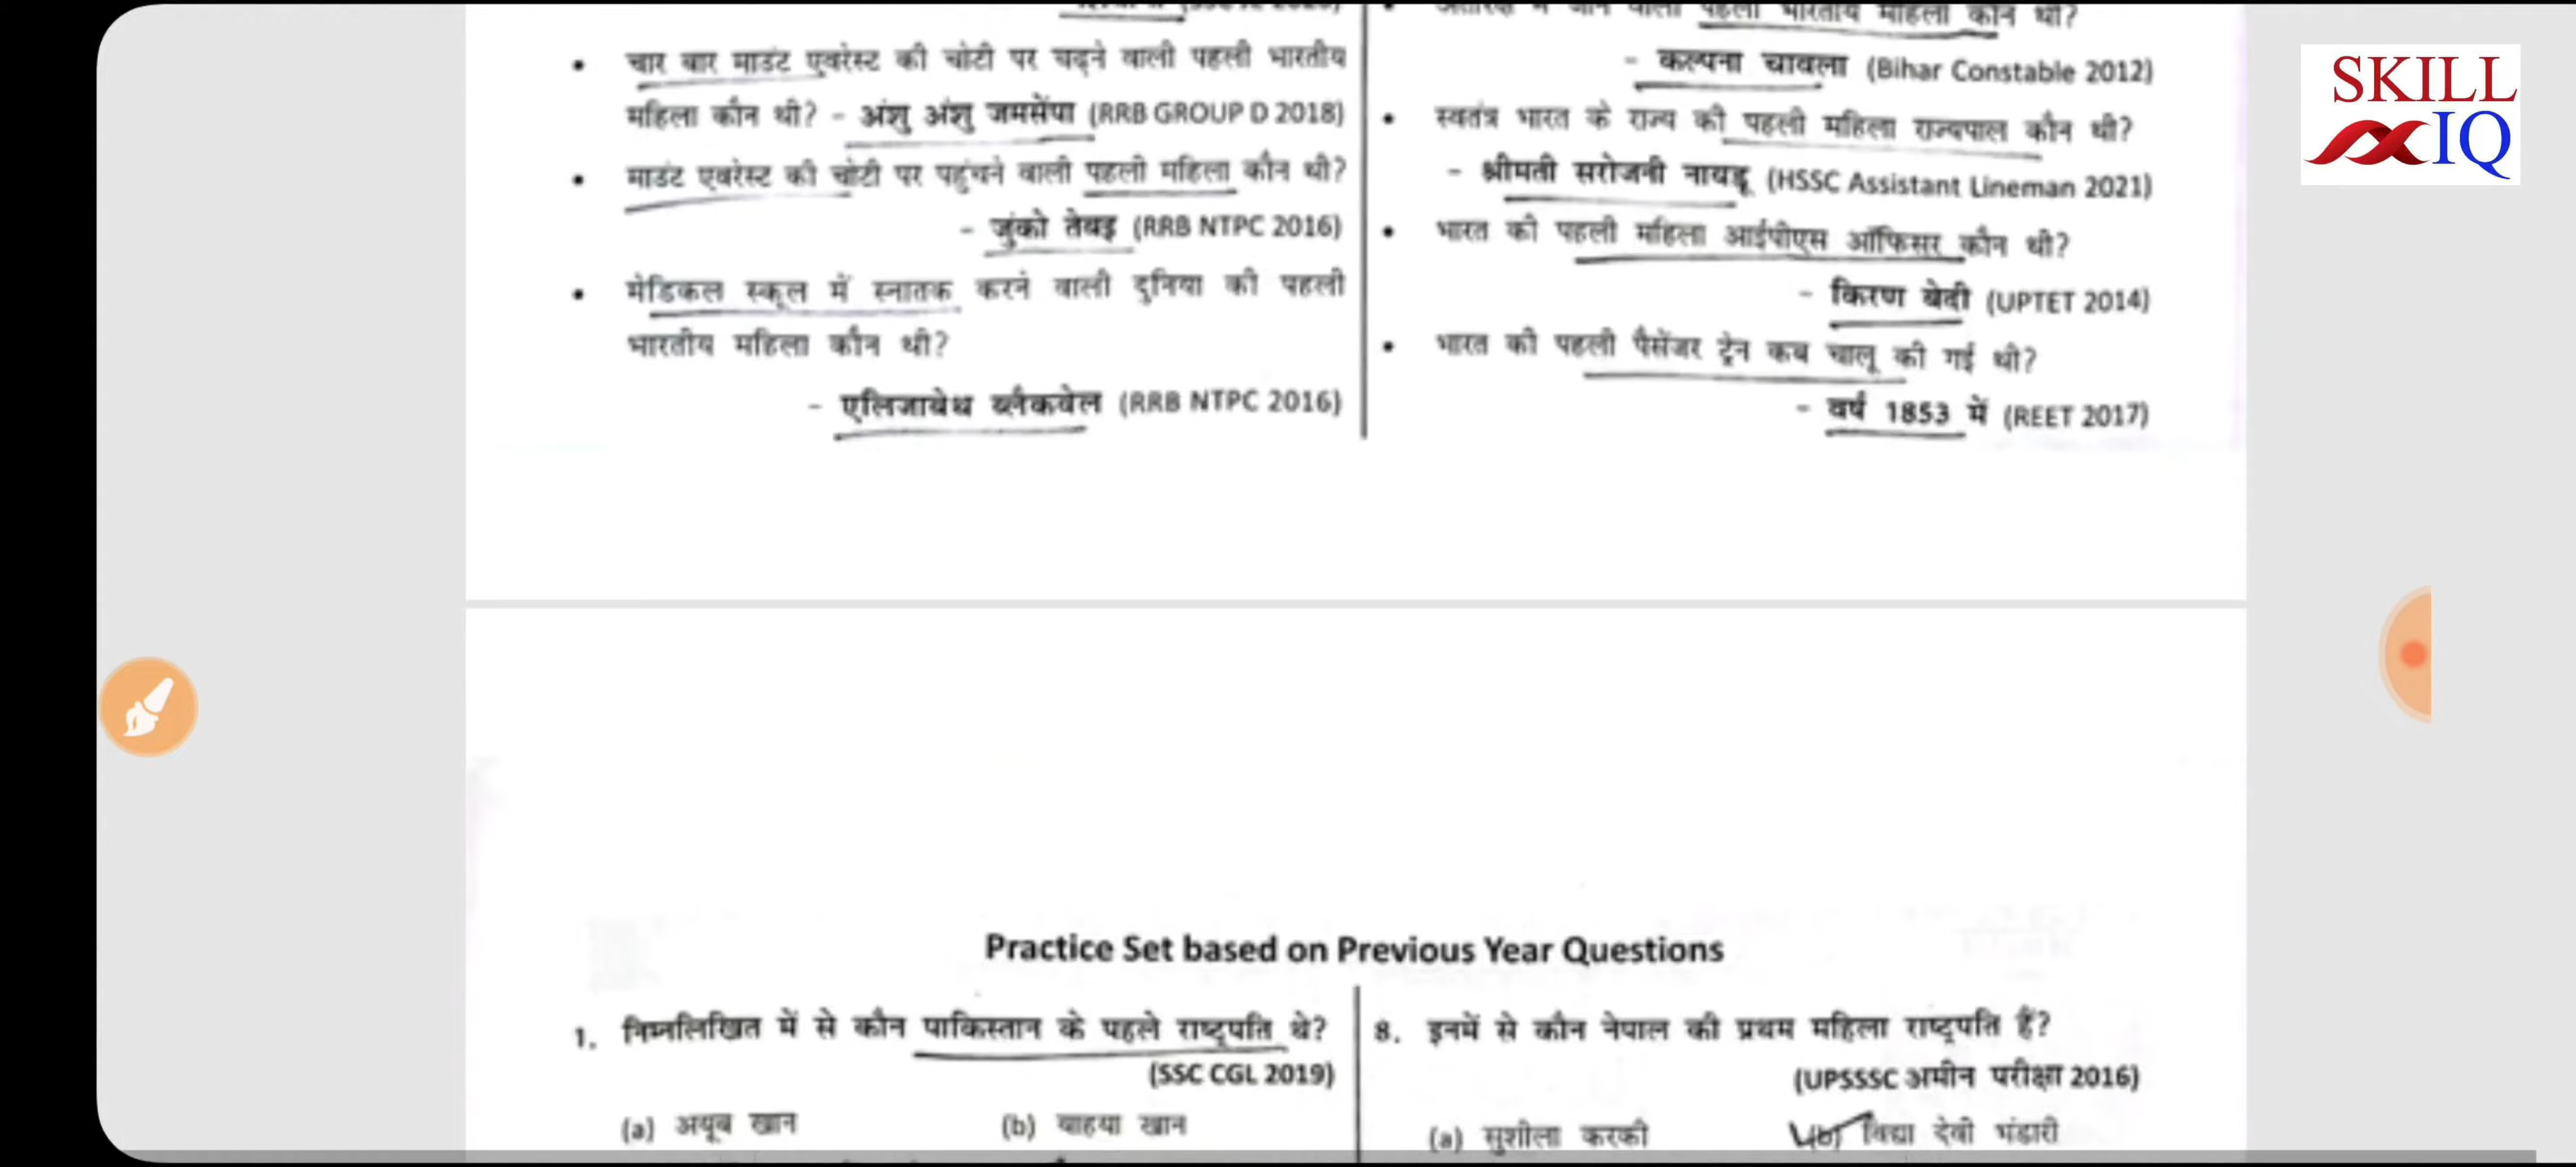 चार बार माउंट एवरेस्ट की चोटी पर चढ़ने वाली पहली भारतीय
महिला कौन थी? - अंशु अंशु जमसेंपा (RRB GROUP D 2018)
माउंट एवरेस्ट की चोटी पर पहुंचने वाली पहली महिला कौन थी?
- जुंको तेबइ (RRB NTPC 2016)
मेडिकल स्कूल में स्नातक करने वाली दुनिया की पहली
भारतीय महिला कौन थी?
- एलिजाबेथ ब्लैकवेल (RRB NTPC 2016)
पहली भारतीय महिला कौन थी?
- कल्पना चावला (Bihar Constable 2012)
स्वतंत्र भारत के राज्य की पहली महिला राज्यपाल कौन थी?
- श्रीमती सरोजनी नायडू (HSSC Assistant Lineman 2021)
भारत की पहली महिला आईपीएस ऑफिसर कौन थी?
- किरण बेदी (UPTET 2014)
भारत की पहली पैसेंजर ट्रेन कब चालू की गई थी?
- वर्ष 1853 में (REET 2017)
SKILL
IQ
Practice Set based on Previous Year Questions
1. निम्नलिखित में से कौन पाकिस्तान के पहले राष्ट्रपति थे?
(SSC CGL 2019)
(a) अयूब खान (b) याहया खान
8. इनमें से कौन नेपाल की प्रथम महिला राष्ट्रपति हैं?
(UPSSSC अमीन परीक्षा 2016)
(a) सुशीला करकी (b) विद्या देवी भंडारी